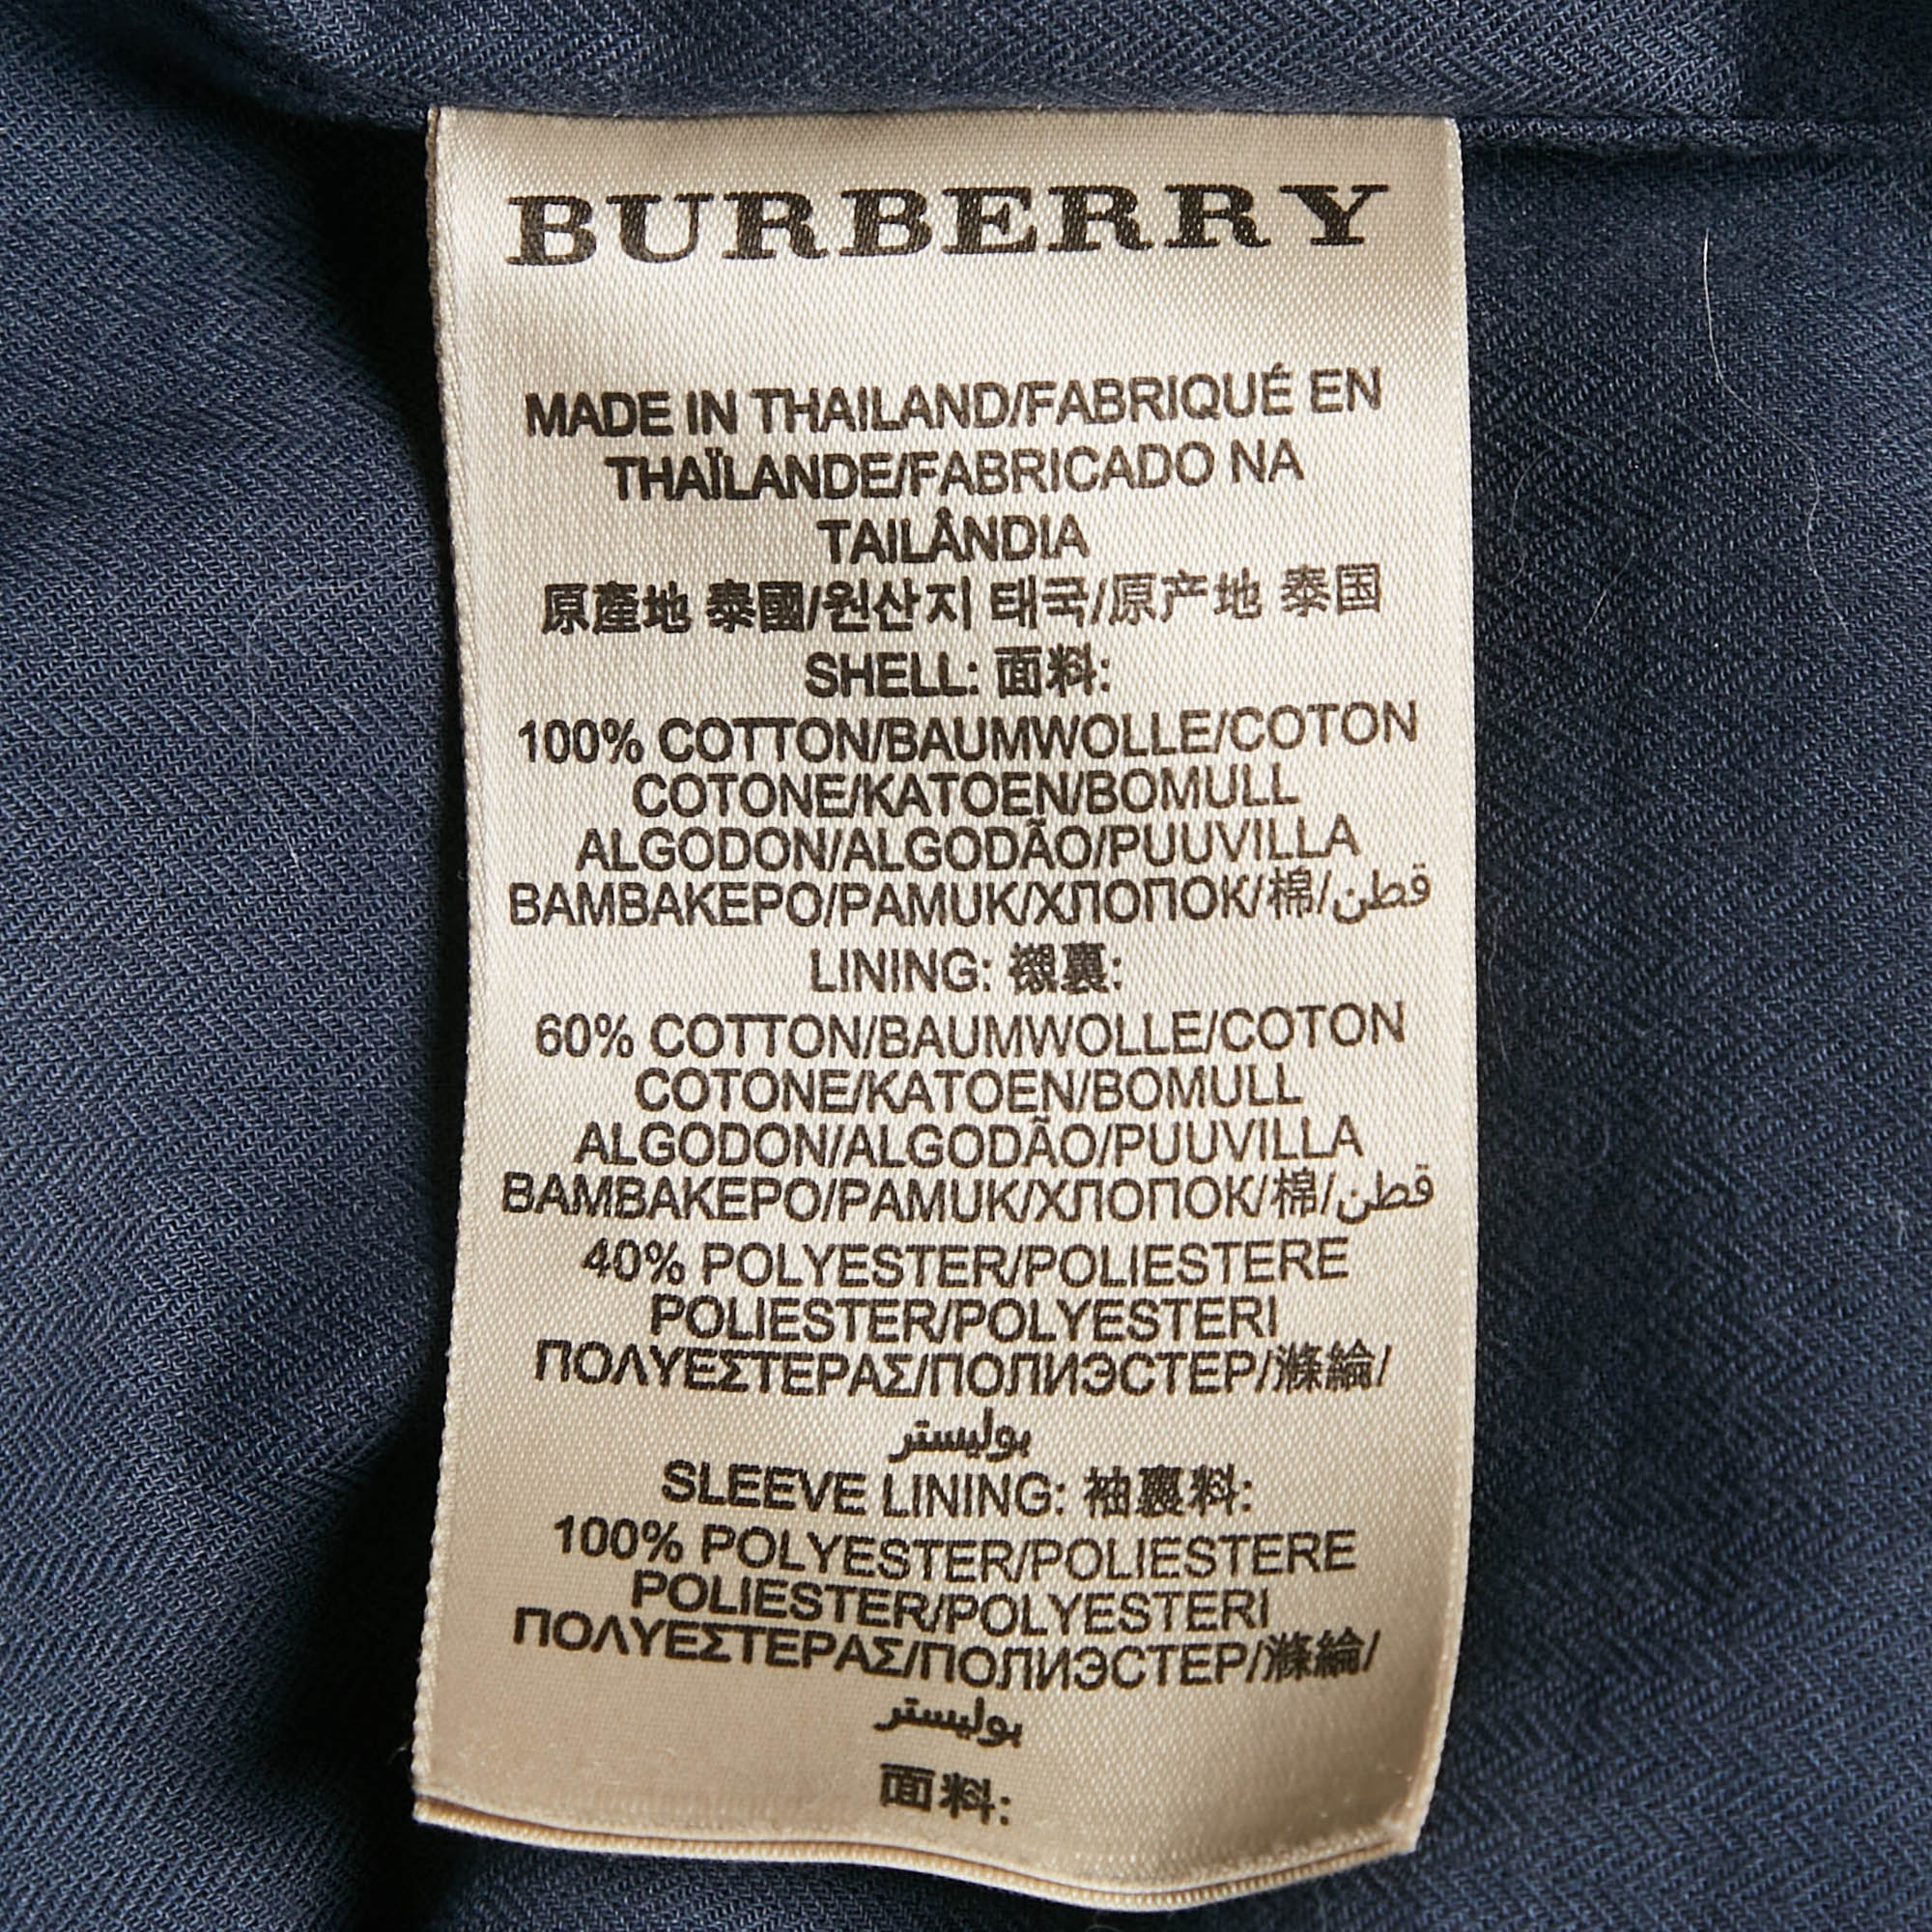 BURBERRY
MADE IN THAILAND/FABRIQUÉ EN
THAÏLANDE/FABRICADO NA
TAILÂNDIA
原產地 泰國/원산지 태국/原产地 泰国
SHELL: 面料:
100% COTTON/BAUMWOLLE/COTON
COTONE/KATOEN/BOMULL
ALGODON/ALGODÃO/PUUVILLA
BAMBAKEPO/PAMUK/ХЛОПОК/棉/قطن
LINING: 襯裏:
60% COTTON/BAUMWOLLE/COTON
COTONE/KATOEN/BOMULL
ALGODON/ALGODÃO/PUUVILLA
BAMBAKEPO/PAMUK/ХЛОПОК/棉/قطن
40% POLYESTER/POLIESTERE
POLIESTER/POLYESTERI
ΠΟΛΥΕΣΤΕΡΑΣ/ПОЛИЭСТЕР/滌綸/
بوليستر
SLEEVE LINING: 袖裏料:
100% POLYESTER/POLIESTERE
POLIESTER/POLYESTERI
ΠΟΛΥΕΣΤΕΡΑΣ/ПОЛИЭСТЕР/滌綸/
بوليستر
面料: